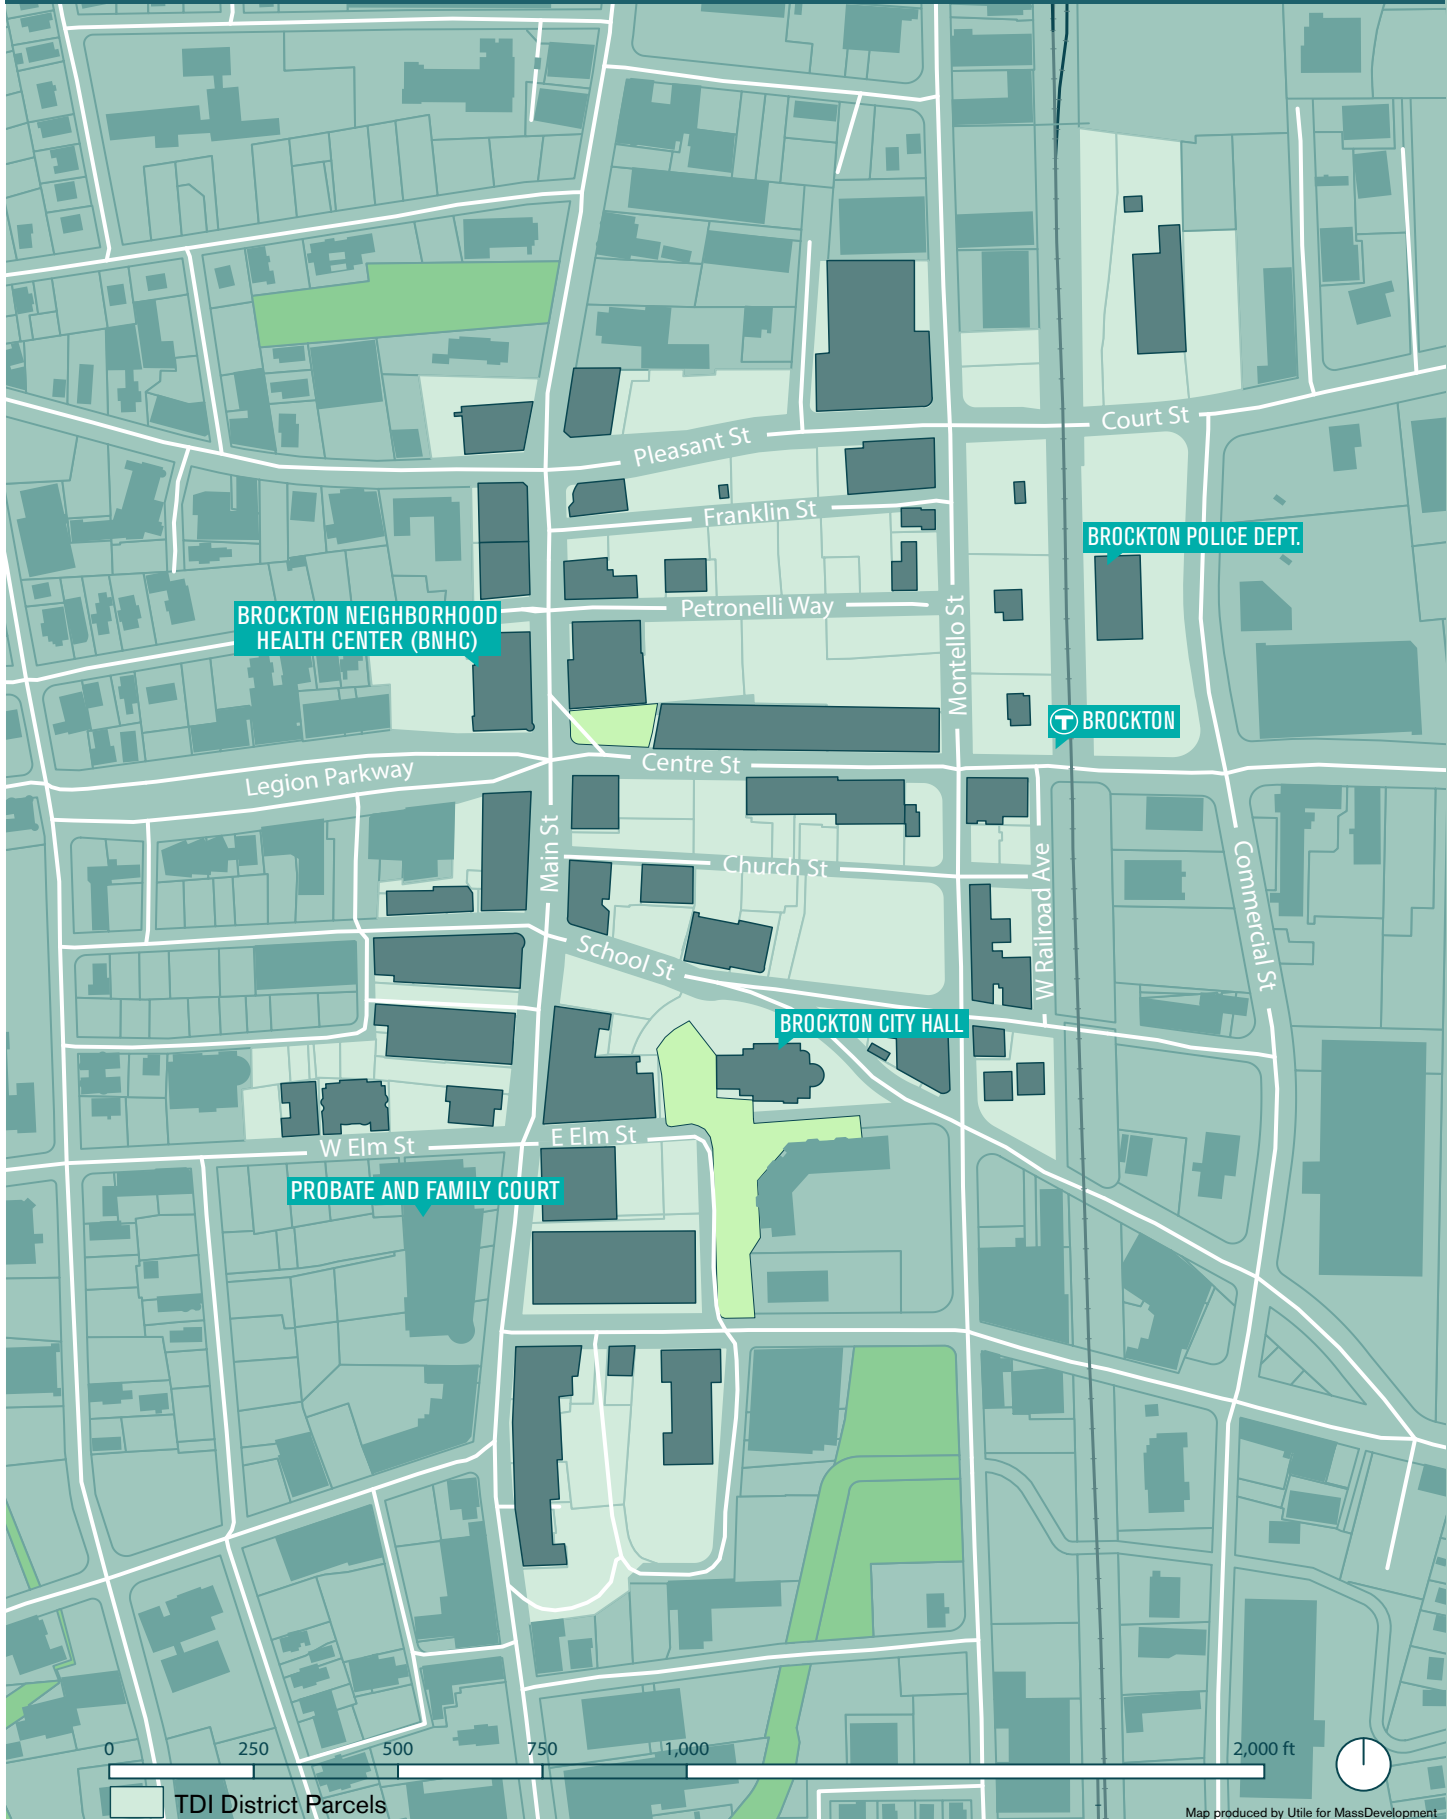 Court St
Pleasant St
Franklin St
BROCKTON POLICE DEPT.
BROCKTON NEIGHBORHOOD
HEALTH CENTER (BNHC)
Petronelli Way
Montello St
T BROCKTON
Centre St
Legion Parkway
Main St
Church St
W Railroad Ave
Commercial St
School St
BROCKTON CITY HALL
E Elm St
W Elm St
PROBATE AND FAMILY COURT
0 250 500 750 1,000 2,000 ft
TDI District Parcels
Map produced by Utile for MassDevelopment